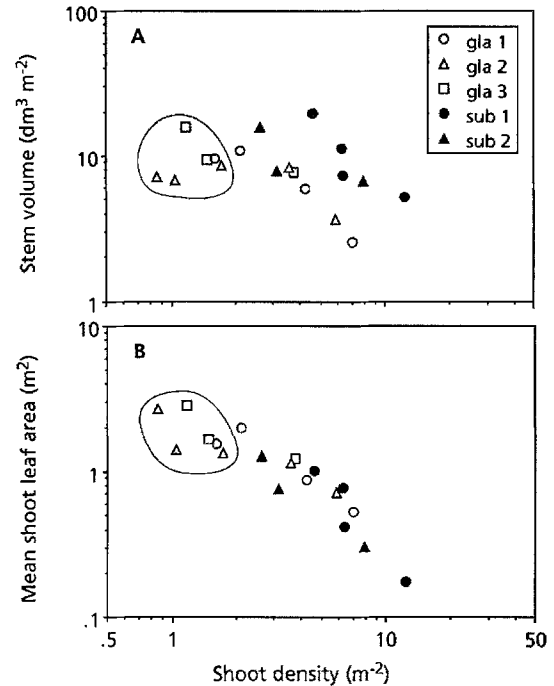 100
A
gla 1
gla 2
gla 3
sub 1
sub 2
10
1
Stem volume (dm³ m⁻²)
10
B
1
.1
Mean shoot leaf area (m²)
.5 1 10 50
Shoot density (m⁻²)